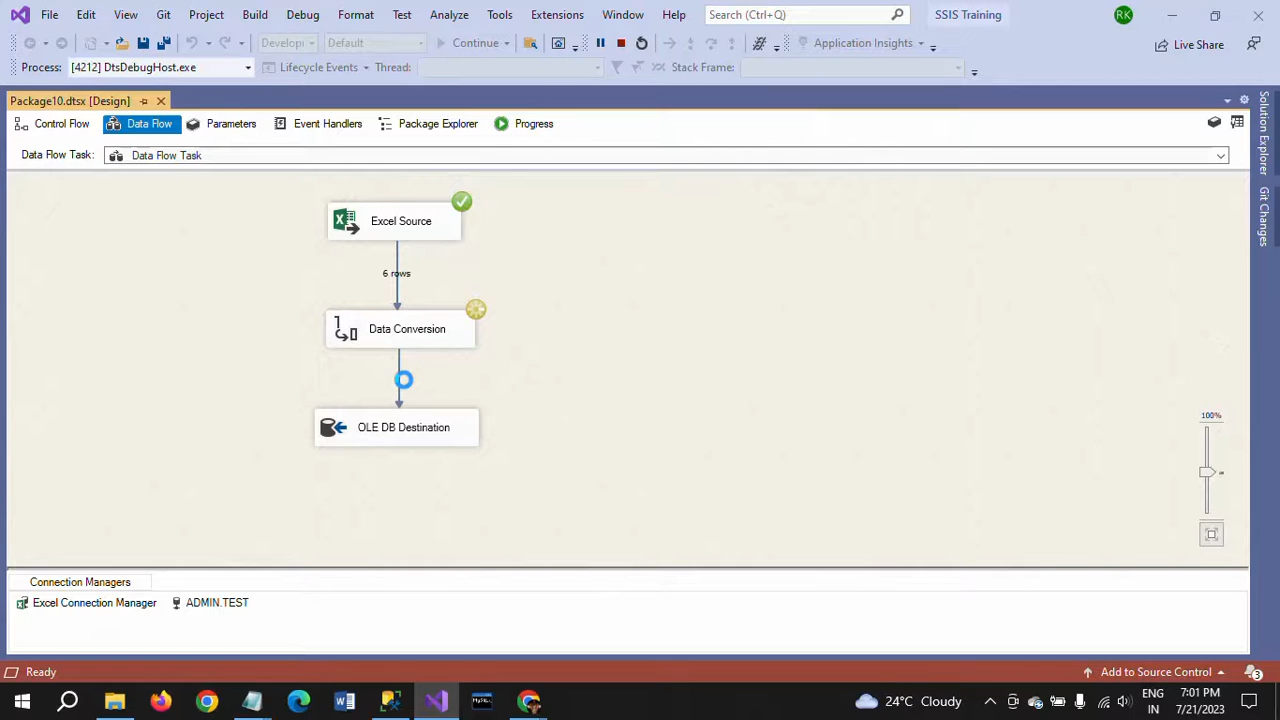 File Edit View Git Project Build Debug Format Test Analyze Tools Extensions Window Help Search (Ctrl+Q) SSIS Training RK
Developi Default Continue Application Insights Live Share
Process: [4212] DtsDebugHost.exe Lifecycle Events Thread: Stack Frame:
Package10.dtsx [Design]
Control Flow Data Flow Parameters Event Handlers Package Explorer Progress
Data Flow Task: Data Flow Task
Solution Explorer
Git Changes
Excel Source
6 rows
Data Conversion
OLE DB Destination
100%
Connection Managers
Excel Connection Manager ADMIN.TEST
Ready Add to Source Control 3
24°C Cloudy ENG IN 7:01 PM 7/21/2023